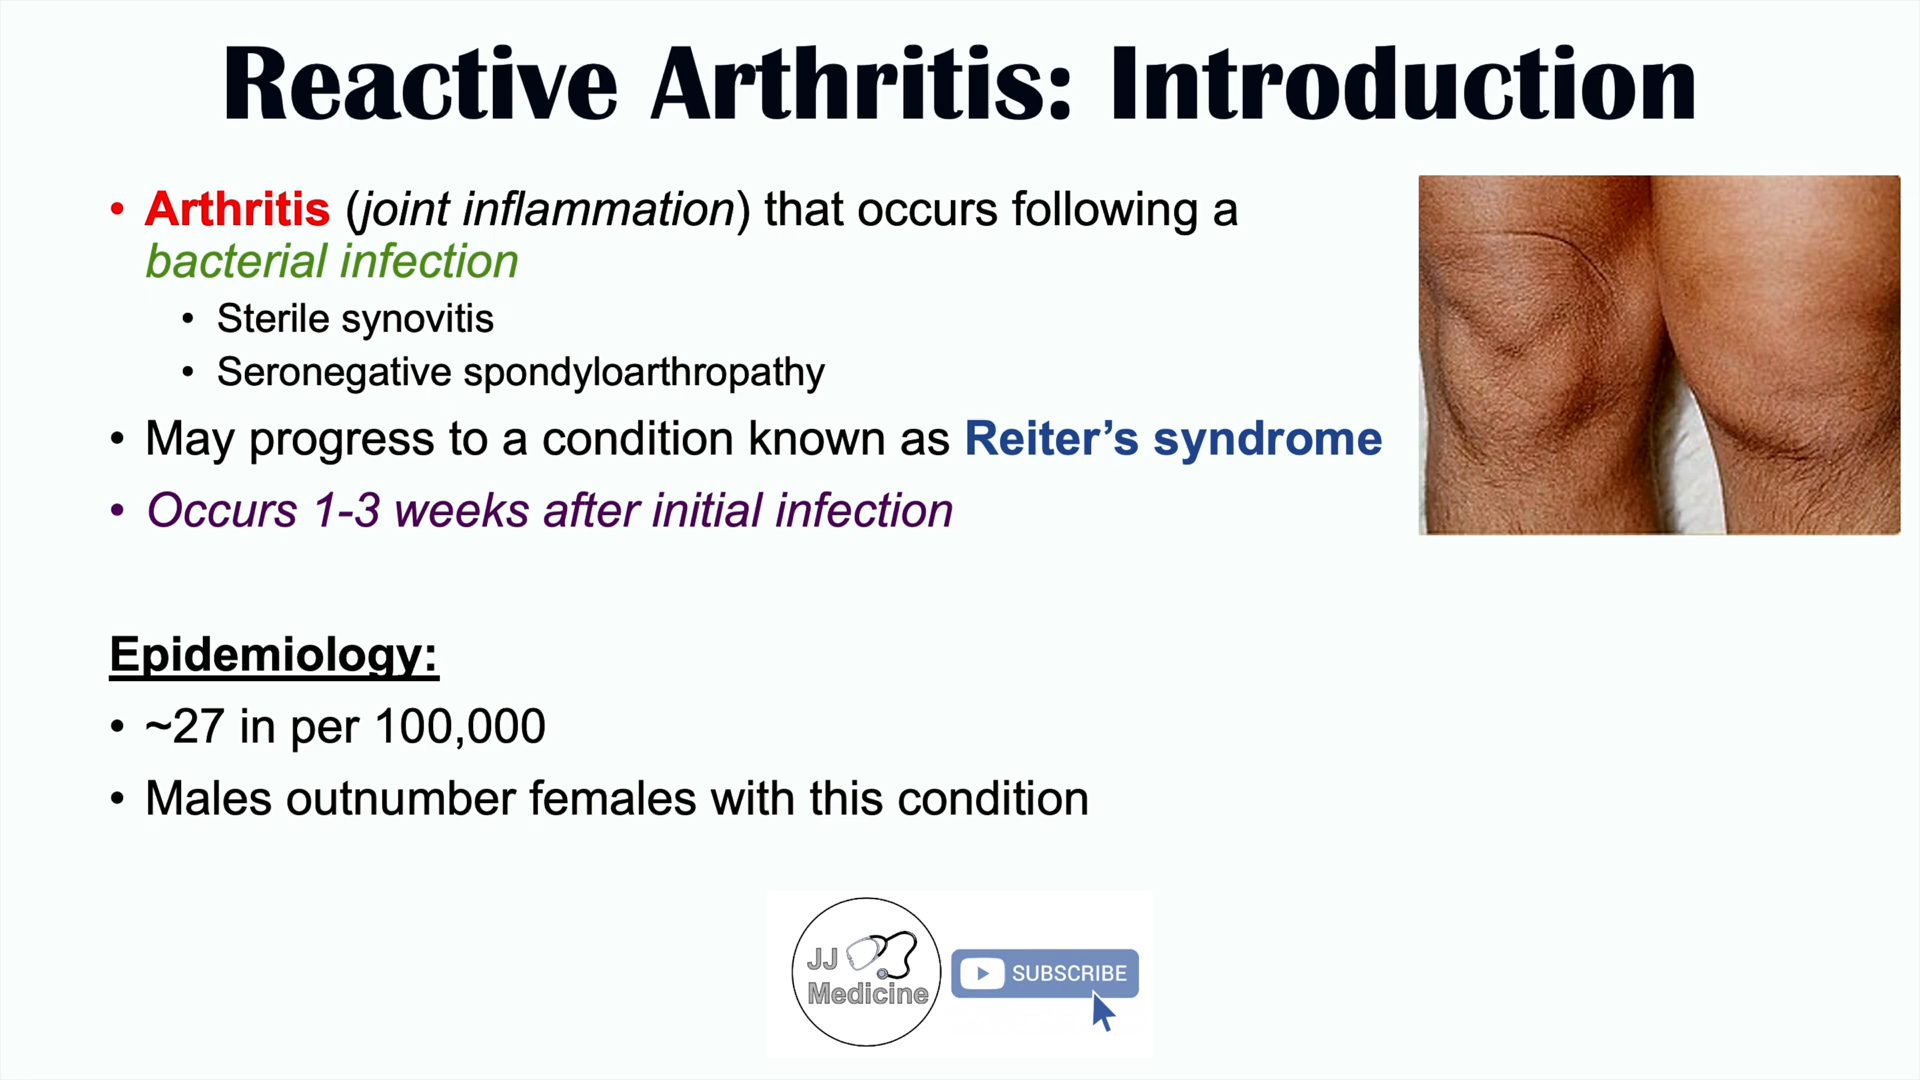 Reactive Arthritis: Introduction
• Arthritis (joint inflammation) that occurs following a
bacterial infection
• Sterile synovitis
• Seronegative spondyloarthropathy
• May progress to a condition known as Reiter’s syndrome
• Occurs 1-3 weeks after initial infection
Epidemiology:
• ~27 in per 100,000
• Males outnumber females with this condition
JJ
Medicine
SUBSCRIBE